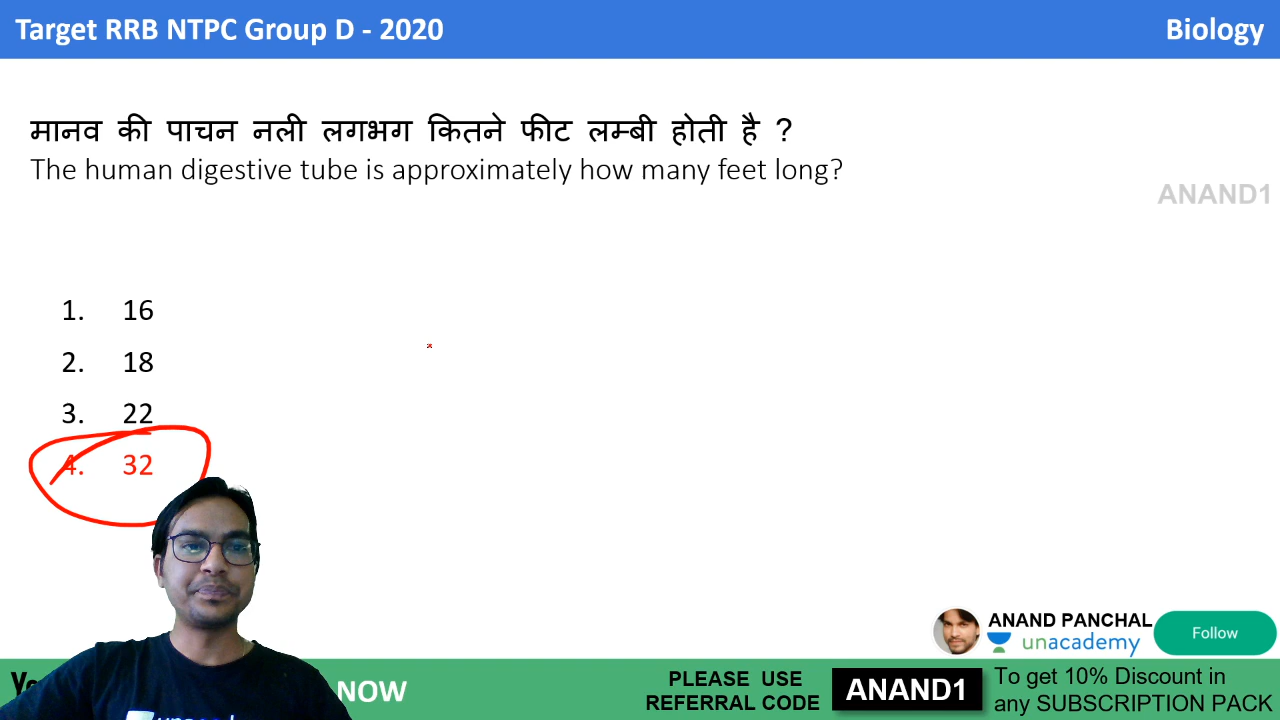 Target RRB NTPC Group D - 2020
Biology
मानव की पाचन नली लगभग कितने फीट लम्बी होती है ?
The human digestive tube is approximately how many feet long?
ANAND1
1. 16
2. 18
3. 22
4. 32
ANAND PANCHAL
unacademy
Follow
NOW
PLEASE USE
REFERRAL CODE
ANAND1
To get 10% Discount in
any SUBSCRIPTION PACK